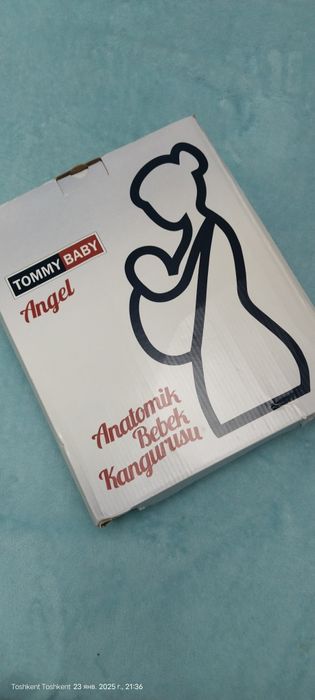 TOMMY BABY
Angel
Anatomik
Bebek
Kangurusu
Toshkent Toshkent 23 янв. 2025 г., 21:36